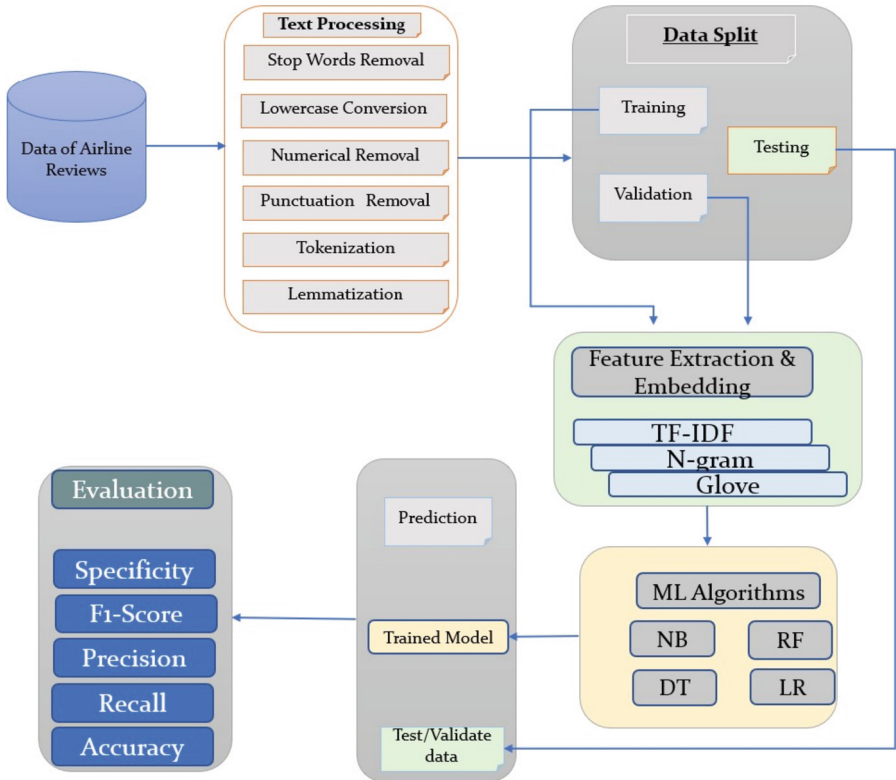 Data of Airline
Reviews
Text Processing
Stop Words Removal
Lowercase Conversion
Numerical Removal
Punctuation Removal
Tokenization
Lemmatization
Data Split
Training
Testing
Validation
Feature Extraction &
Embedding
TF-IDF
N-gram
Glove
ML Algorithms
NB
RF
DT
LR
Prediction
Trained Model
Test/Validate
data
Evaluation
Specificity
F1-Score
Precision
Recall
Accuracy